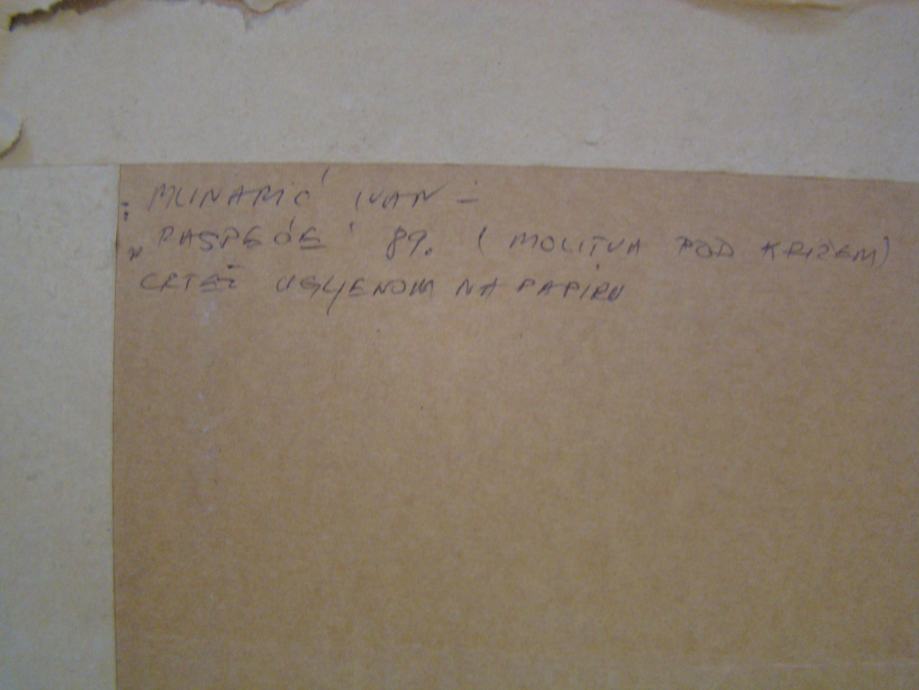 : MLINARIĆ IVAN –
„RASPEĆE" 89. (MOLITVA POD KRIŽEM)
CRTEŽ UGLJENOM NA PAPIRU